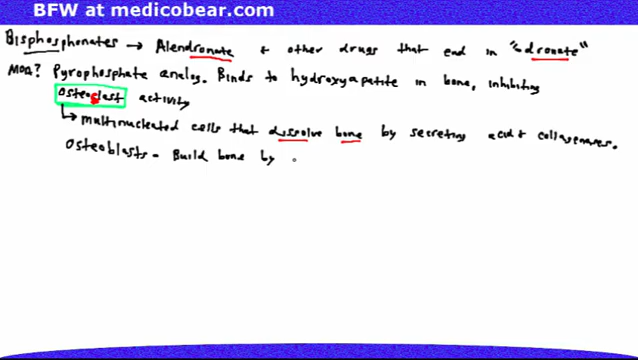 BFW at medicobear.com
Bisphosphonates → Alendronate + other drugs that end in "-dronate"
MOA? Pyrophosphate analog. Binds to hydroxyapatite in bone, inhibiting
Osteoclast activity
↳ multinucleated cells that dissolve bone by secreting acid + collagenases.
Osteoblasts - Build bone by